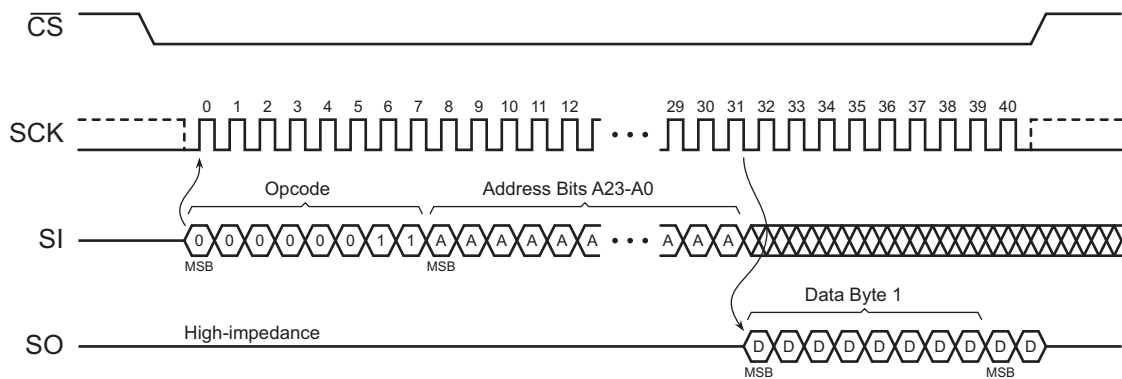 CS
0 1 2 3 4 5 6 7 8 9 10 11 12 29 30 31 32 33 34 35 36 37 38 39 40
SCK
Opcode Address Bits A23-A0
SI 0 0 0 0 0 0 1 1 A A A A A A A A A
MSB MSB
Data Byte 1
High-impedance
SO D D D D D D D D D D
MSB MSB